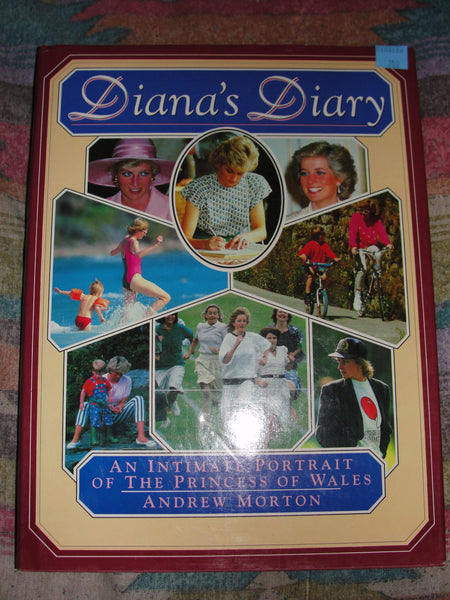 Diana's Diary
AN INTIMATE PORTRAIT
OF THE PRINCESS OF WALES
ANDREW MORTON